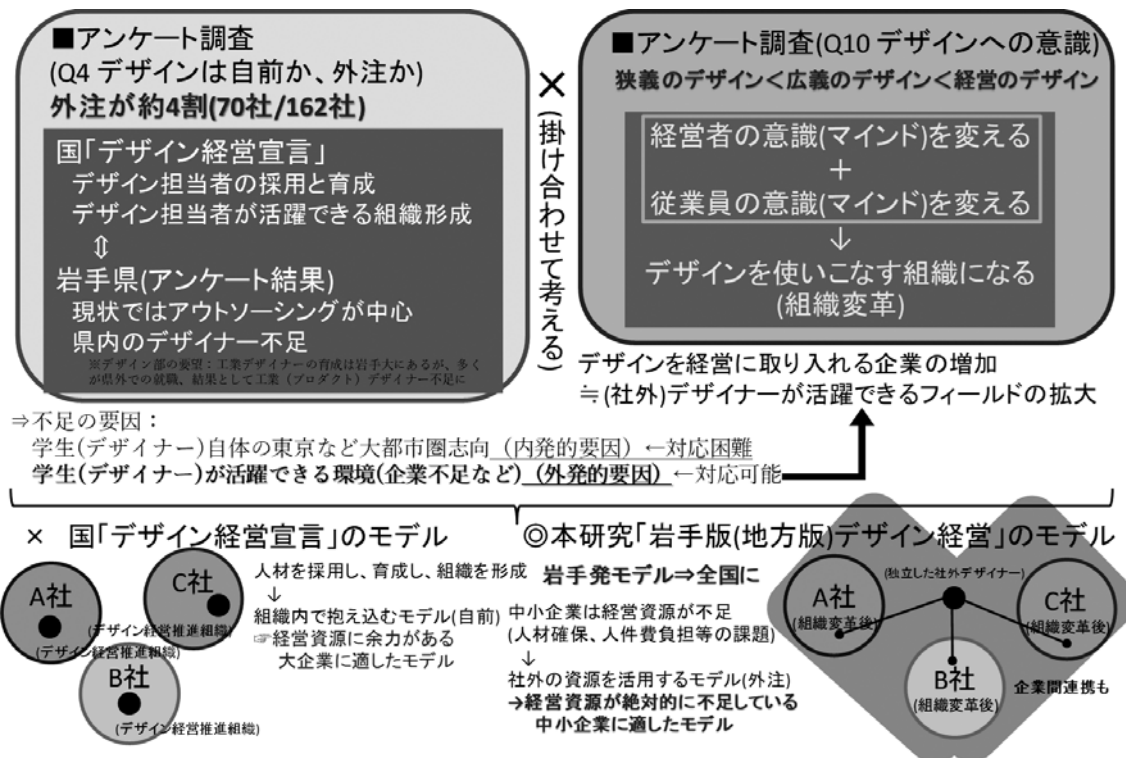 ■アンケート調査
(Q4 デザインは自前か、外注か)
外注が約4割(70社/162社)
国「デザイン経営宣言」
デザイン担当者の採用と育成
デザイン担当者が活躍できる組織形成
⇕
岩手県(アンケート結果)
現状ではアウトソーシングが中心
県内のデザイナー不足
※デザイン部の要望：工業デザイナーの育成は岩手大にあるが、多く
が県外での就職、結果として工業（プロダクト）デザイナー不足に
×(掛け合わせて考える)
■アンケート調査(Q10 デザインへの意識)
狭義のデザイン＜広義のデザイン＜経営のデザイン
経営者の意識(マインド)を変える
＋
従業員の意識(マインド)を変える
↓
デザインを使いこなす組織になる
(組織変革)
デザインを経営に取り入れる企業の増加
≒(社外)デザイナーが活躍できるフィールドの拡大
⇒不足の要因：
学生(デザイナー)自体の東京など大都市圏志向（内発的要因）←対応困難
学生(デザイナー)が活躍できる環境(企業不足など)（外発的要因）←対応可能
× 国「デザイン経営宣言」のモデル
A社
(デザイン経営推進組織)
C社
(デザイン経営推進組織)
B社
(デザイン経営推進組織)
人材を採用し、育成し、組織を形成
↓
組織内で抱え込むモデル(自前)
☞経営資源に余力がある
大企業に適したモデル
◎本研究「岩手版(地方版)デザイン経営」のモデル
岩手発モデル⇒全国に
中小企業は経営資源が不足
(人材確保、人件費負担等の課題)
↓
社外の資源を活用するモデル(外注)
→経営資源が絶対的に不足している
中小企業に適したモデル
(独立した社外デザイナー)
A社
(組織変革後)
C社
(組織変革後)
B社
(組織変革後)
企業間連携も